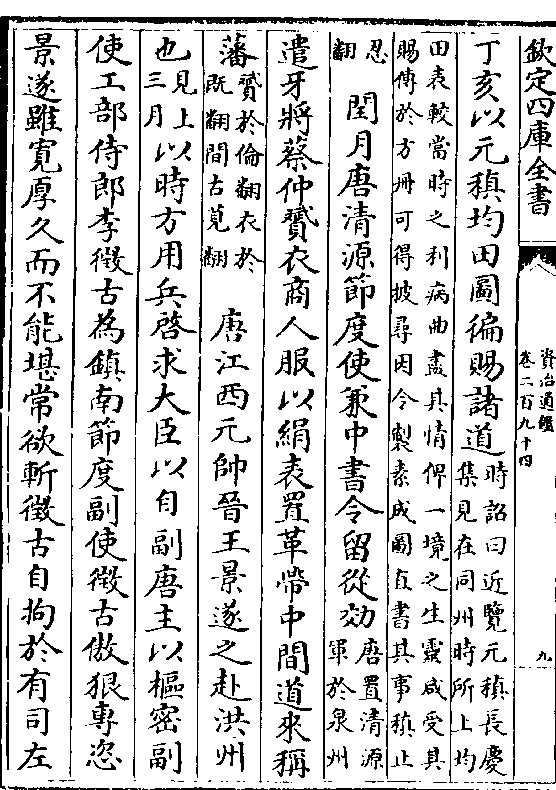 欽定四庫全書
資治通鑑
卷二百九十四
九
丁亥以元稹均田圖徧賜諸道時詔曰近覽元稹長慶
集見在同州時所上均
田表較當時之利病曲盡其情俾一境之生靈咸受其
賜傳於方冊可得披尋因令製素成圖直書其事稹止
忍
翻
閏月唐清源節度使兼中書令留從効唐置清源
軍於泉州
遣牙將蔡仲贇衣商人服以絹表置革帶中間道來稱
藩贇於倫翻衣於
既翻間古莧翻
唐江西元帥晉王景遂之赴洪州
也見上
三月以時方用兵啓求大臣以自副唐主以樞密副
使工部侍郎李徴古為鎮南節度副使徴古傲狠專恣
景遂雖寛厚久而不能堪常欲斬徴古自拘於有司左